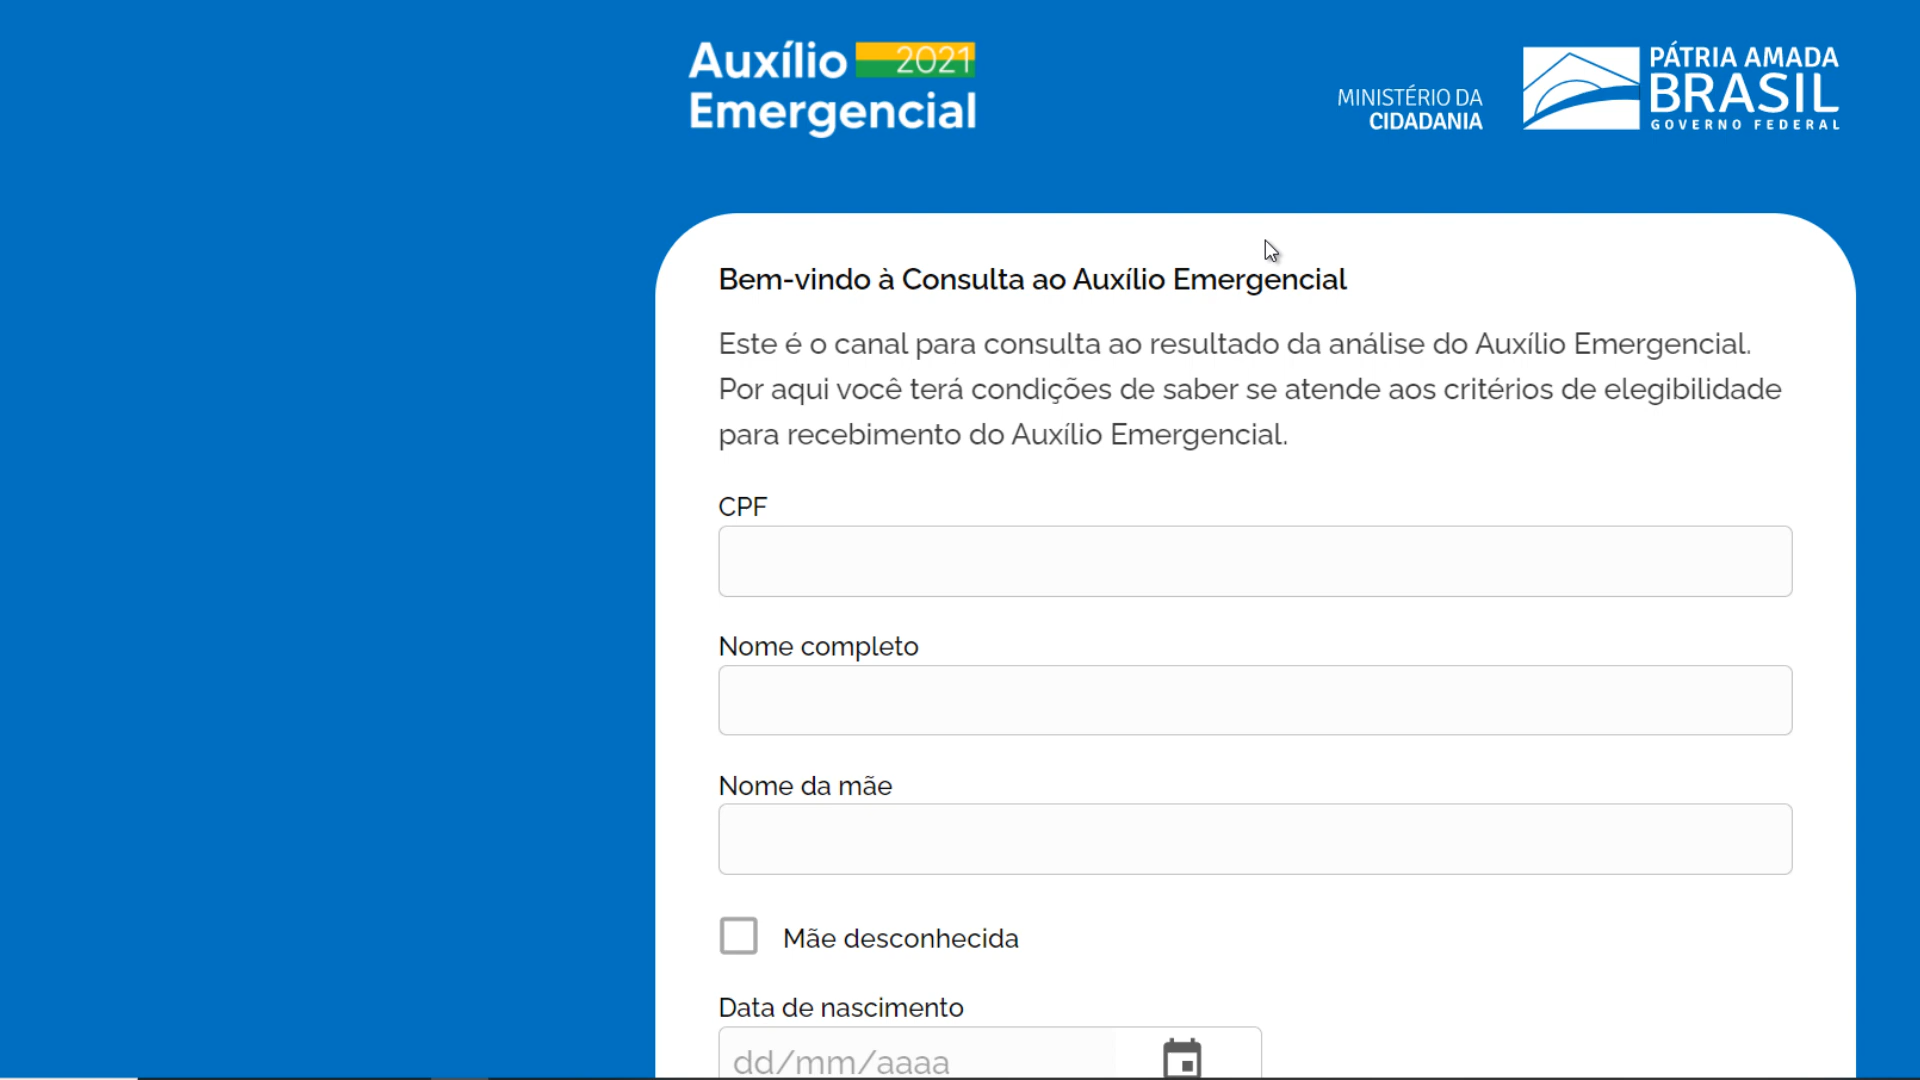 Auxílio 2021
Emergencial
MINISTÉRIO DA
CIDADANIA
PÁTRIA AMADA
BRASIL
GOVERNO FEDERAL
Bem-vindo à Consulta ao Auxílio Emergencial
Este é o canal para consulta ao resultado da análise do Auxílio Emergencial.
Por aqui você terá condições de saber se atende aos critérios de elegibilidade
para recebimento do Auxílio Emergencial.
CPF
Nome completo
Nome da mãe
Mãe desconhecida
Data de nascimento
dd/mm/aaaa